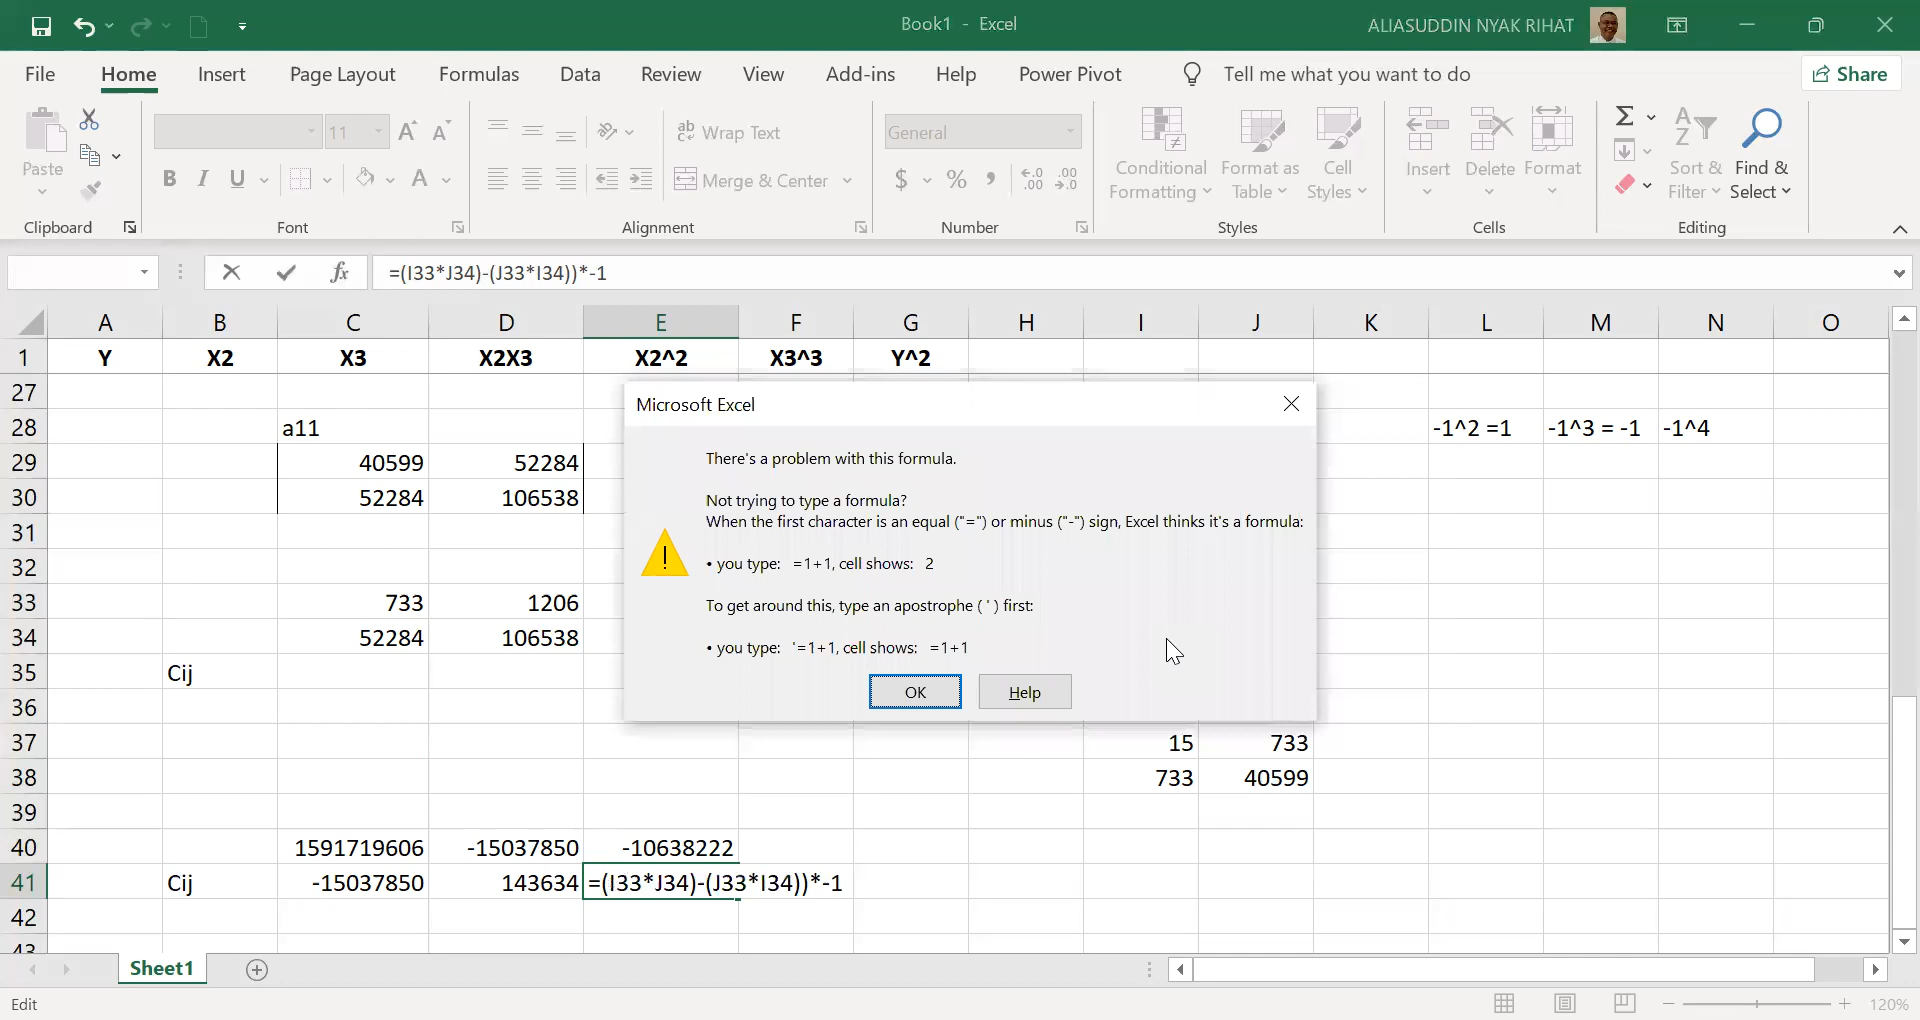 Book1 - Excel
ALIASUDDIN NYAK RIHAT
File Home Insert Page Layout Formulas Data Review View Add-ins Help Power Pivot Tell me what you want to do Share
Paste
11
ab Wrap Text
General
Merge & Center
$ % ,
Conditional Formatting
Format as Table
Cell Styles
Insert
Delete
Format
Sort & Filter
Find & Select
Clipboard
Font
Alignment
Number
Styles
Cells
Editing
fx
=(I33*J34)-(J33*I34))*-1
A B C D E F G H I J K L M N O
1 Y X2 X3 X2X3 X2^2 X3^3 Y^2
27
28 a11 -1^2 =1 -1^3 = -1 -1^4
29 40599 52284
30 52284 106538
31
32
33 733 1206
34 52284 106538
35 Cij
36
37 15 733
38 733 40599
39
40 1591719606 -15037850 -10638222
41 Cij -15037850 143634 =(I33*J34)-(J33*I34))*-1
42
43
Microsoft Excel
There's a problem with this formula.
Not trying to type a formula?
When the first character is an equal ("=") or minus ("-") sign, Excel thinks it's a formula:
• you type: =1+1, cell shows: 2
To get around this, type an apostrophe ( ' ) first:
• you type: '=1+1, cell shows: =1+1
OK Help
Sheet1
Edit
120%